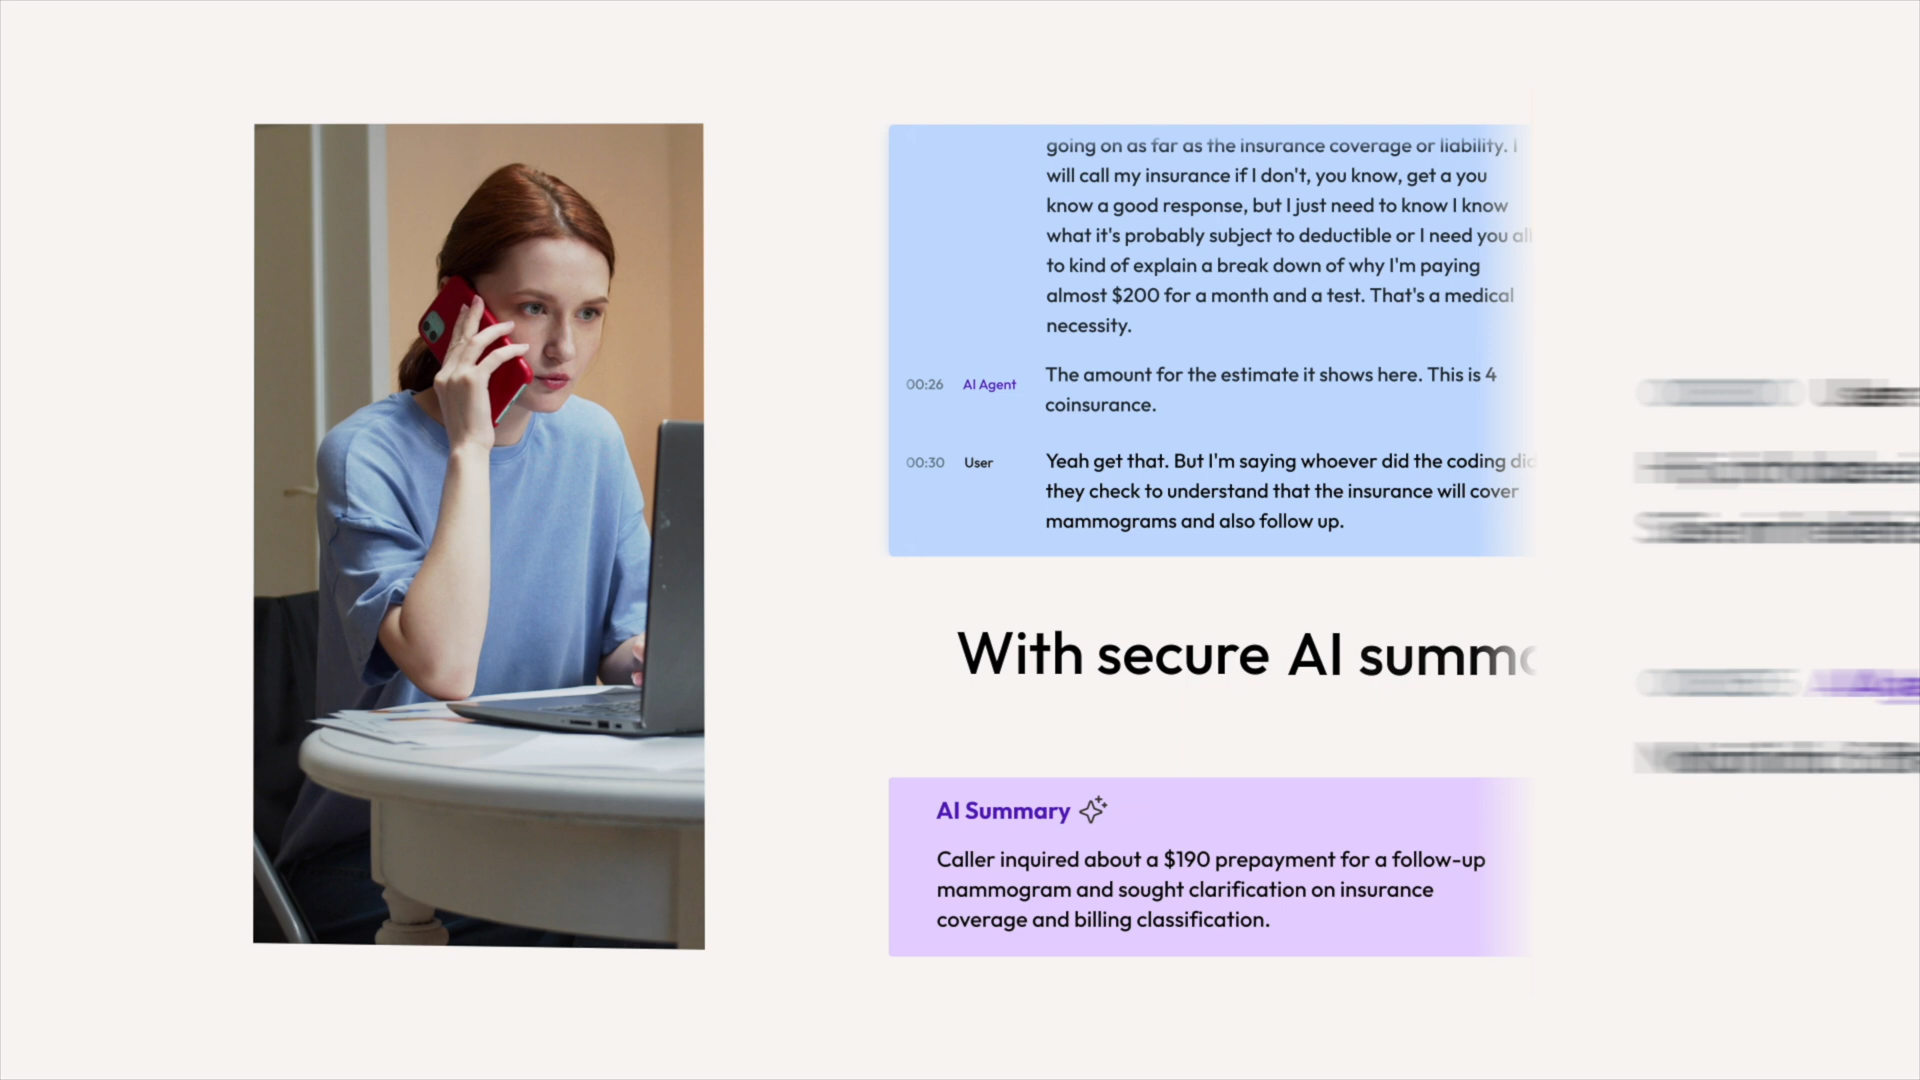 going on as far as the insurance coverage or liability. I
will call my insurance if I don't, you know, get a you
know a good response, but I just need to know I know
what it's probably subject to deductible or I need you all
to kind of explain a break down of why I'm paying
almost $200 for a month and a test. That's a medical
necessity.
00:26 AI Agent The amount for the estimate it shows here. This is 4
coinsurance.
00:30 User Yeah get that. But I'm saying whoever did the coding did
they check to understand that the insurance will cover
mammograms and also follow up.
With secure AI summ
AI Summary
Caller inquired about a $190 prepayment for a follow-up
mammogram and sought clarification on insurance
coverage and billing classification.